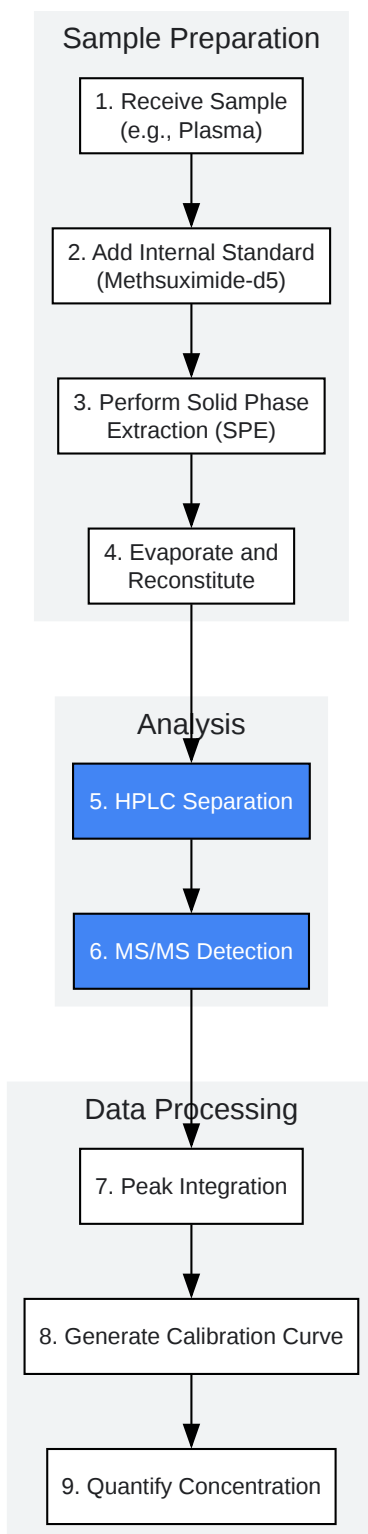 Sample Preparation
1. Receive Sample
(e.g., Plasma)
2. Add Internal Standard
(Methsuximide-d5)
3. Perform Solid Phase
Extraction (SPE)
4. Evaporate and
Reconstitute
Analysis
5. HPLC Separation
6. MS/MS Detection
Data Processing
7. Peak Integration
8. Generate Calibration Curve
9. Quantify Concentration